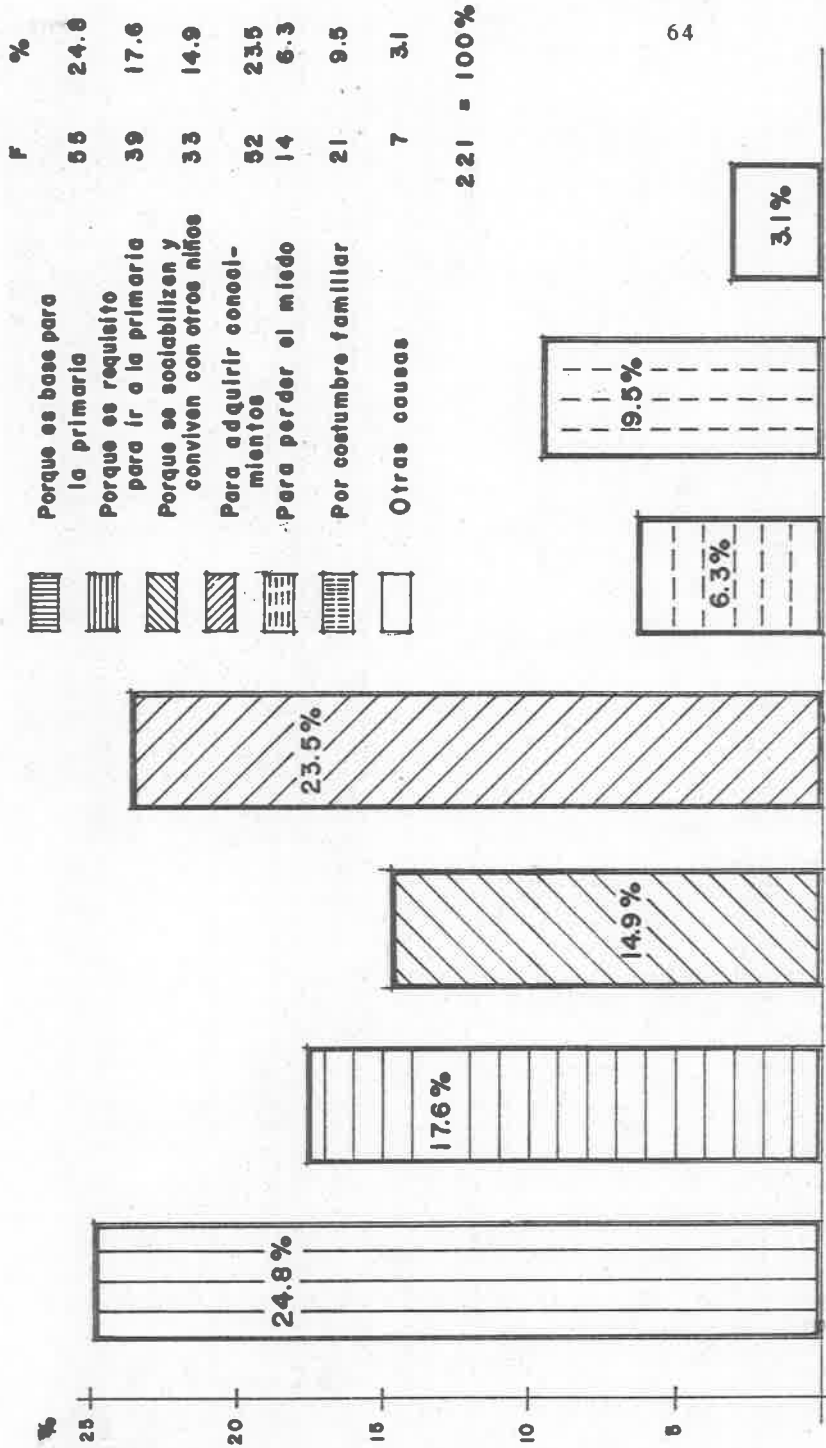 64
F %
Porque es base para
la primaria 55 24.8
Porque es requisito
para ir a la primaria 39 17.6
Porque se sociabilizen y
conviven con otros niños 33 14.9
Para adquirir conoci-
mientos 52 23.5
Para perder el miedo 14 6.3
Por costumbre familiar 21 9.5
Otras causas 7 3.1
221 = 100%
%
25
20
15
10
5
24.8%
17.6%
14.9%
23.5%
6.3%
9.5%
3.1%